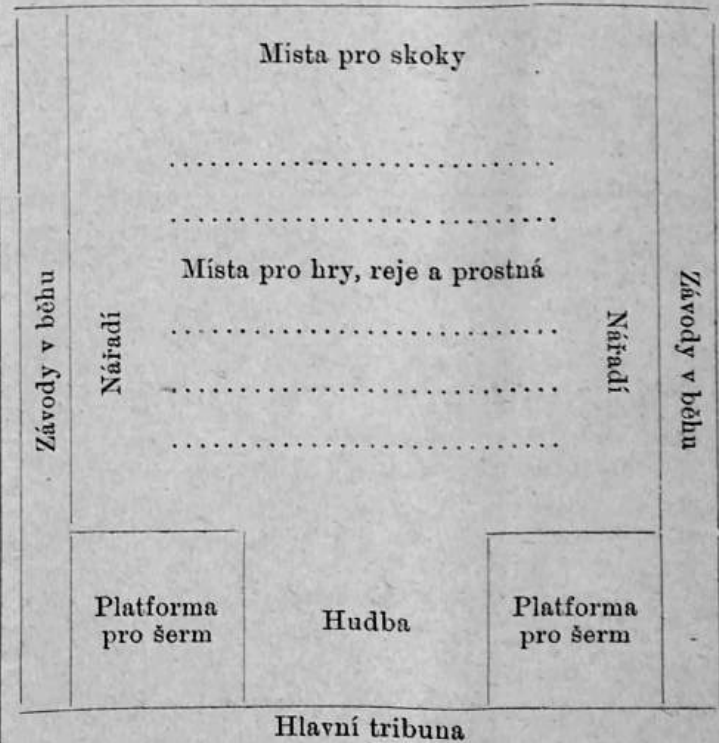 Místa pro skoky
Místa pro hry, reje a prostná
Závody v běhu
Nářadí
Nářadí
Závody v běhu
Platforma
pro šerm
Hudba
Platforma
pro šerm
Hlavní tribuna